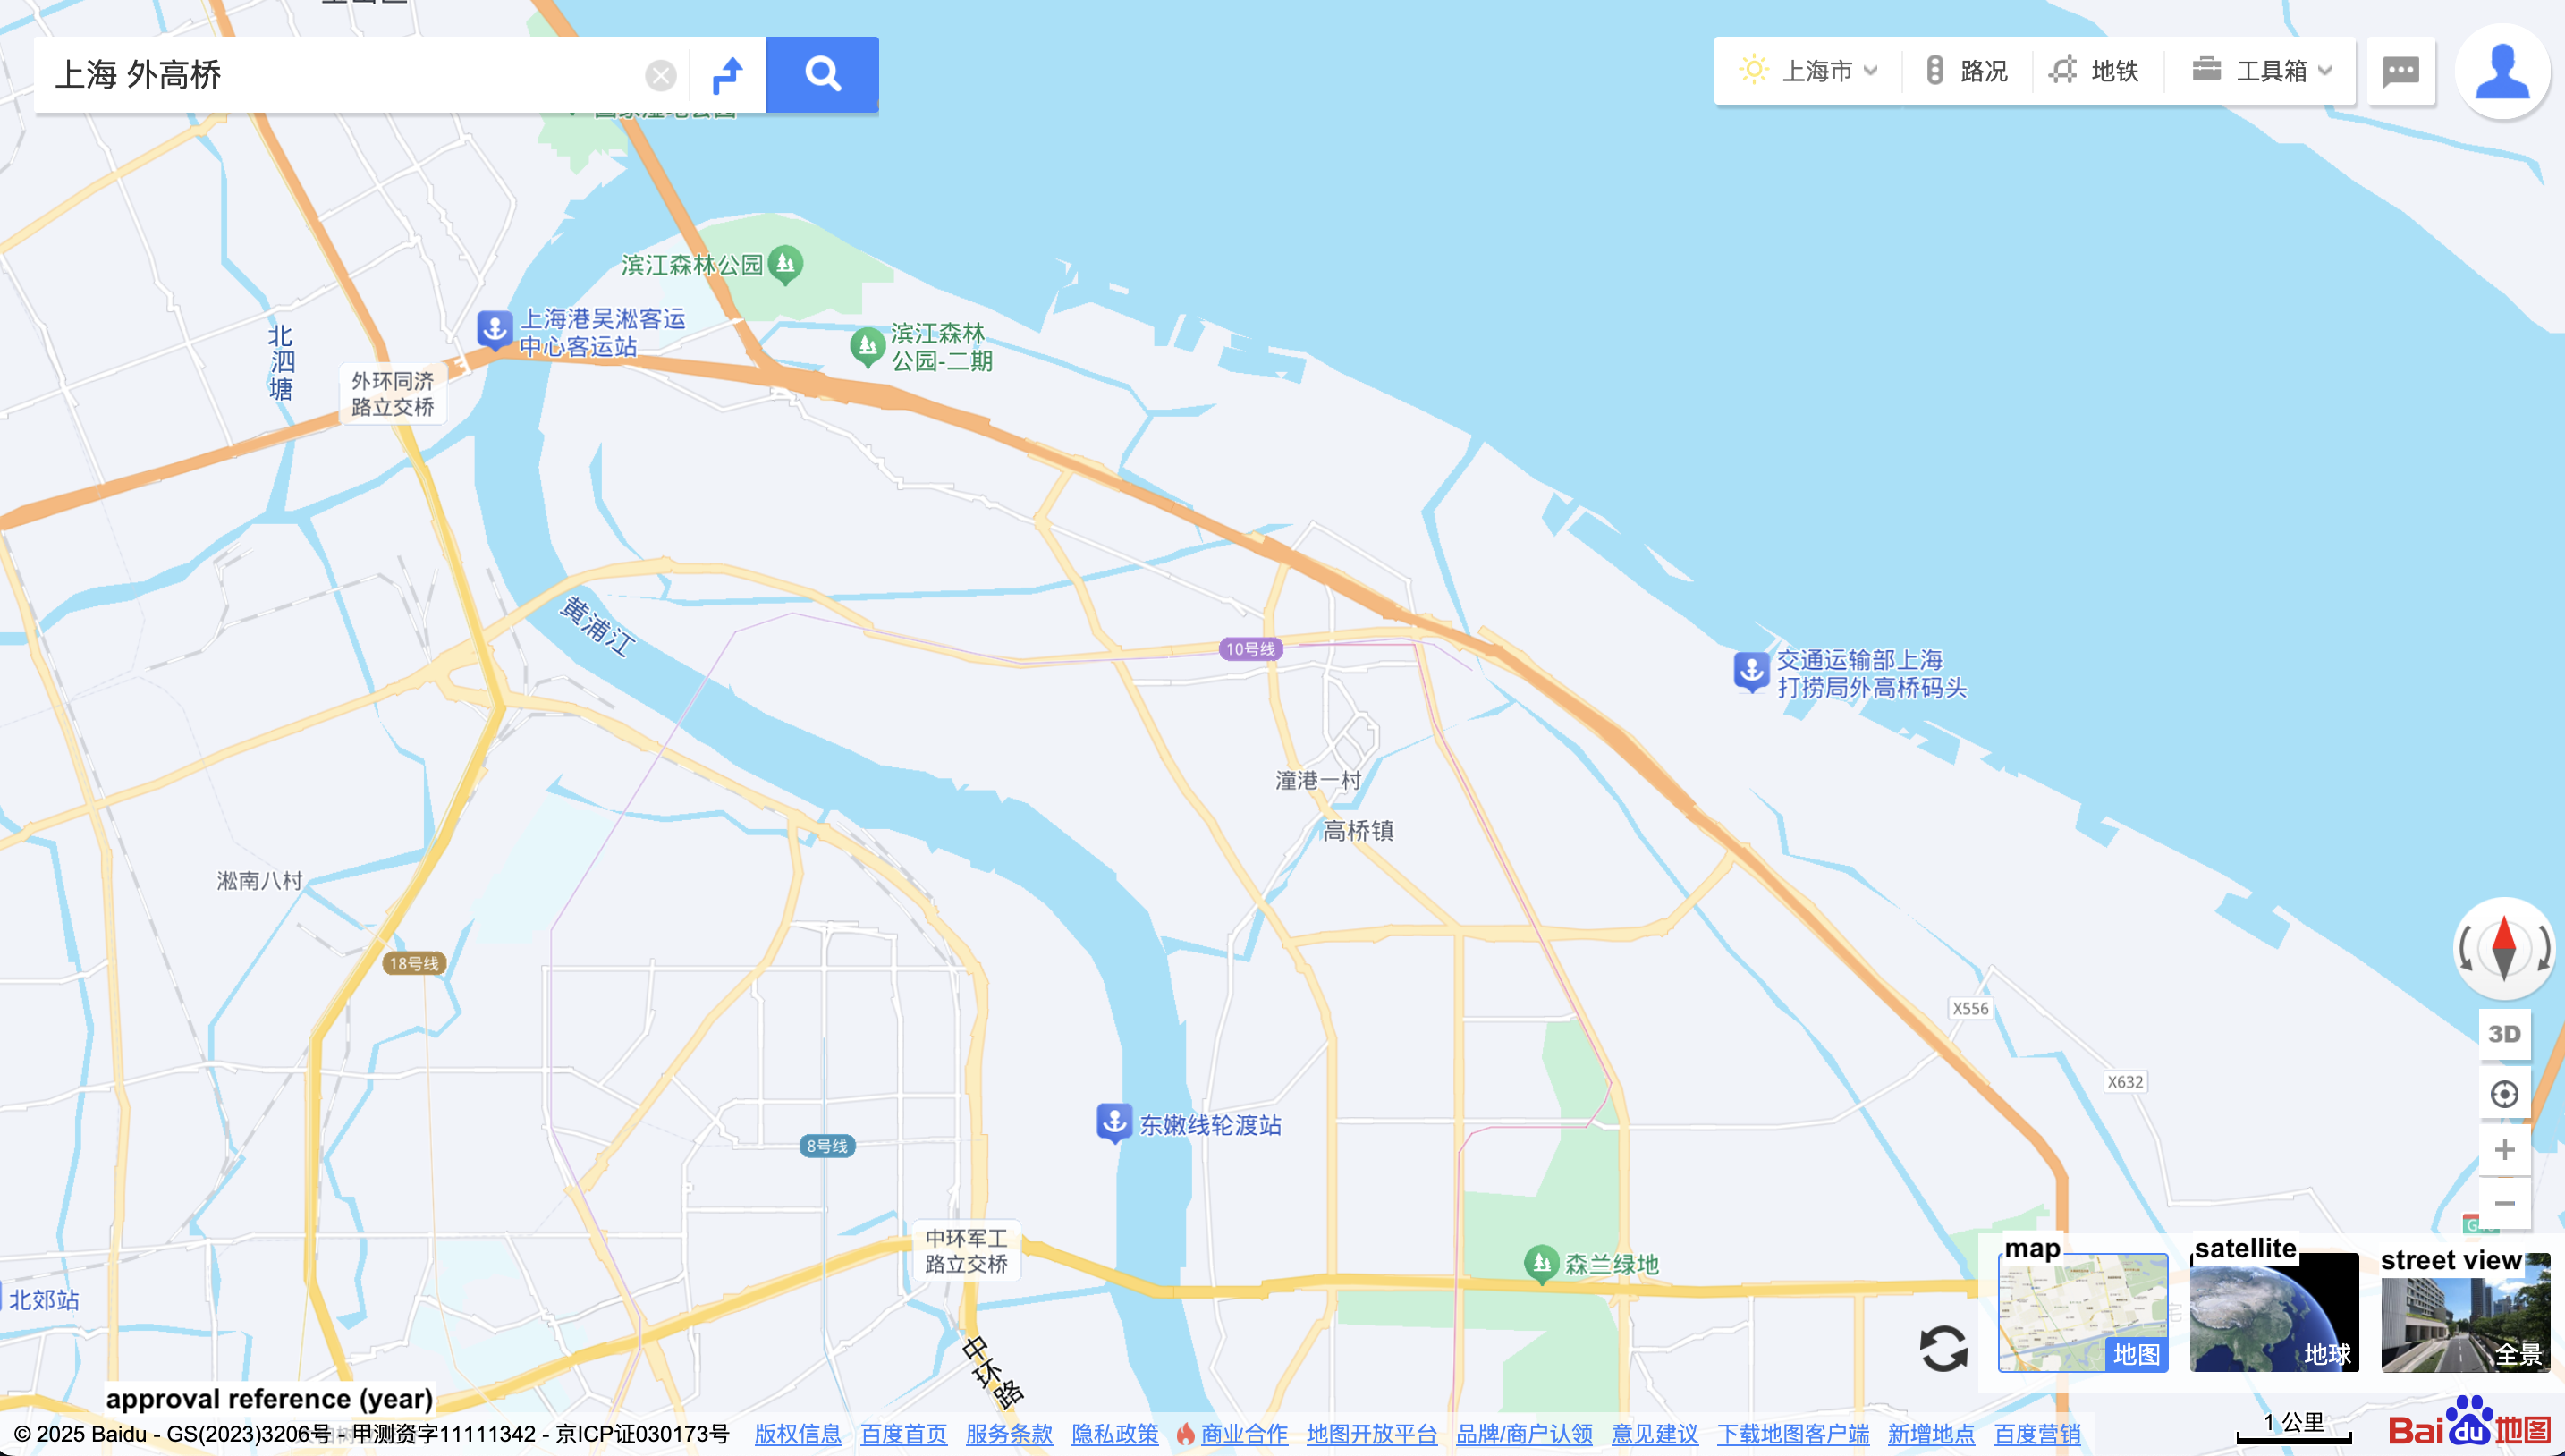 上海 外高桥
上海市
路况
地铁
工具箱
滨江森林公园
上海港吴淞客运
中心客运站
滨江森林
公园-二期
北泗塘
外环同济
路立交桥
黄浦江
10号线
交通运输部上海
打捞局外高桥码头
潼港一村
高桥镇
淞南八村
18号线
X556
3D
X632
东嫩线轮渡站
8号线
中环军工
路立交桥
森兰绿地
北郊站
中环路
map
satellite
street view
地图
地球
全景
approval reference (year)
© 2025 Baidu - GS(2023)3206号 - 甲测资字11111342 - 京ICP证030173号
版权信息 百度首页 服务条款 隐私政策 商业合作 地图开放平台 品牌/商户认领 意见建议 下载地图客户端 新增地点 百度营销
1 公里
Bai du 地图